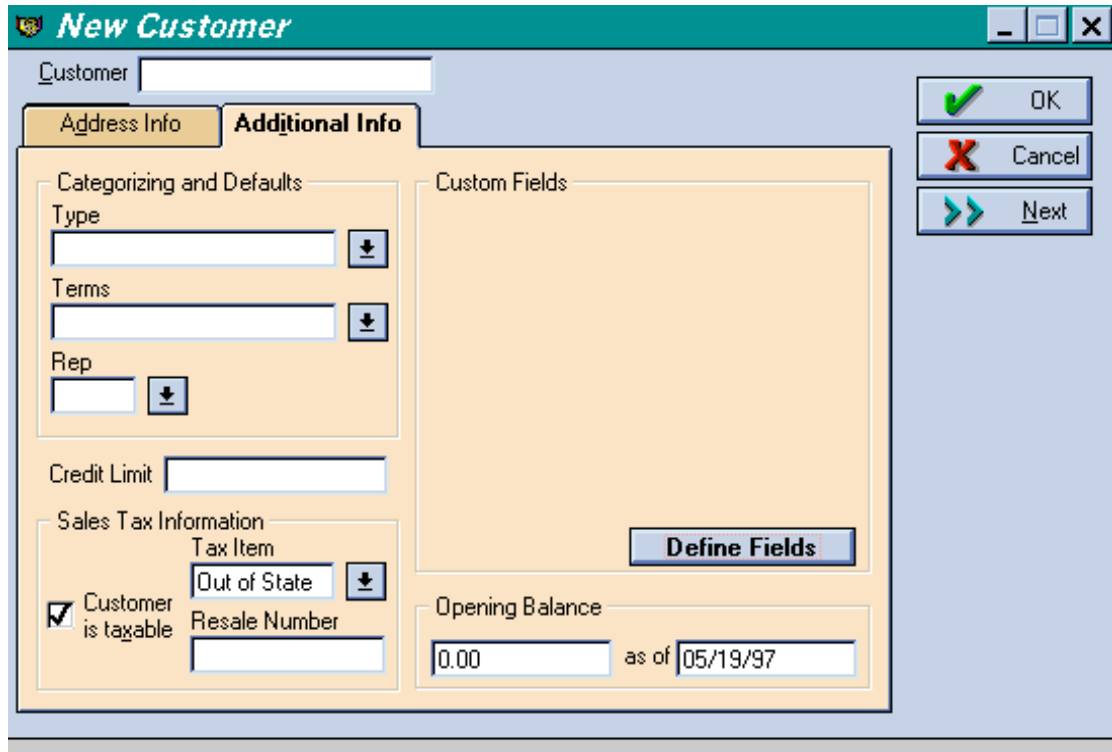 New Customer
Customer
OK
Address Info
Additional Info
Cancel
Categorizing and Defaults
Custom Fields
Type
Next
Terms
Rep
Credit Limit
Sales Tax Information
Tax Item
Define Fields
Out of State
Customer
is taxable
Resale Number
Opening Balance
0.00
as of
05/19/97